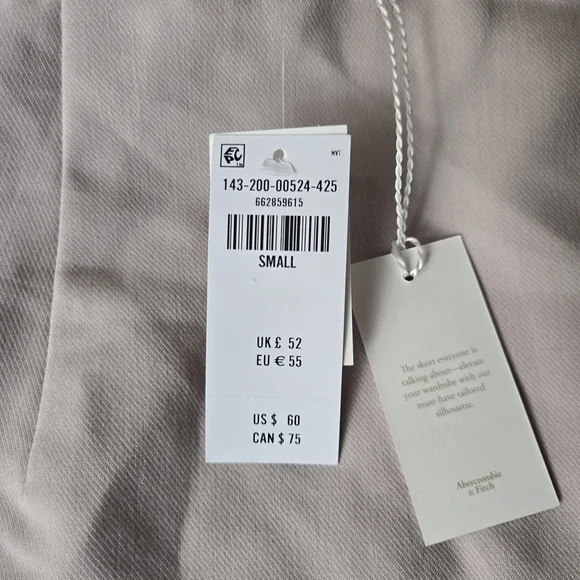 NVT
143-200-00524-425
662859615
SMALL
UK £ 52
EU € 55
US $ 60
CAN $ 75
The skort everyone is
talking about—elevate
your wardrobe with our
must-have tailored
silhouette.
Abercrombie
& Fitch